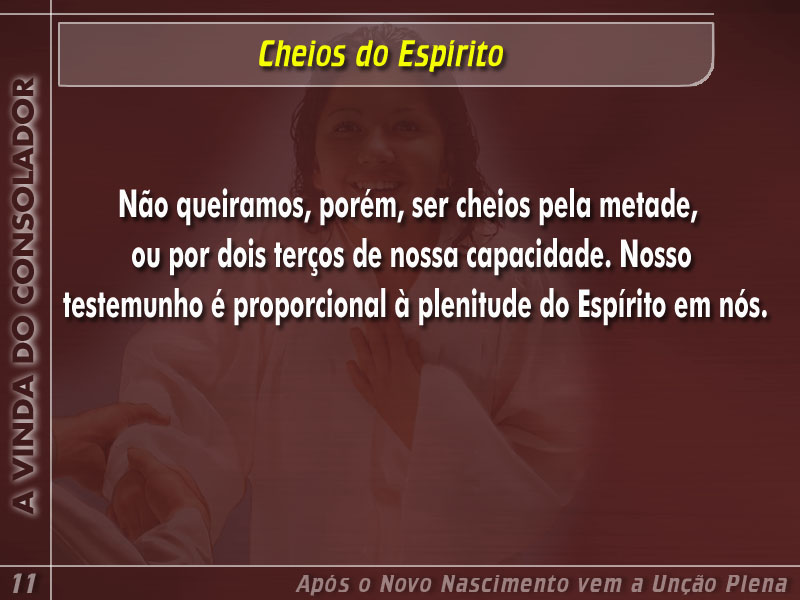 Cheios do Espírito
A VINDA DO CONSOLADOR
Não queiramos, porém, ser cheios pela metade,
ou por dois terços de nossa capacidade. Nosso
testemunho é proporcional à plenitude do Espírito em nós.
11
Após o Novo Nascimento vem a Unção Plena